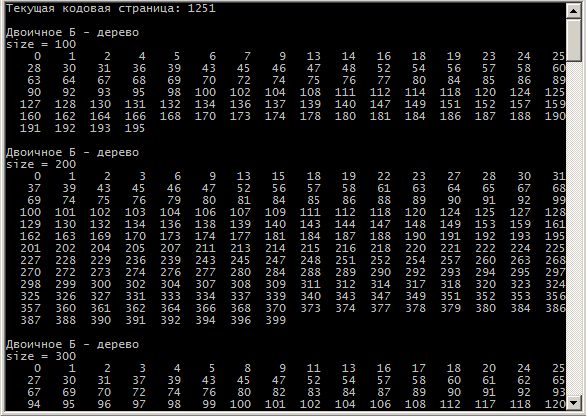 Текущая кодовая страница: 1251
Двоичное Б - дерево
size = 100
0 1 2 4 5 6 7 9 13 14 16 18 19 23 24 25
28 30 31 36 39 43 45 46 47 48 52 54 56 57 58 60
63 64 67 68 69 70 72 74 75 76 77 80 84 85 86 89
90 92 93 95 98 100 102 104 108 111 112 114 118 120 124 125
127 128 130 131 132 134 136 137 139 140 147 149 151 152 157 159
160 162 164 166 168 170 173 174 178 180 181 184 186 187 188 190
191 192 193 195
Двоичное Б - дерево
size = 200
0 1 2 3 6 9 13 15 18 19 22 23 27 28 30 31
37 39 43 45 46 47 52 56 57 58 61 63 64 65 67 68
69 74 75 76 79 80 81 84 85 86 88 89 90 91 92 99
100 101 102 103 104 106 107 109 111 112 118 120 124 125 127 128
129 130 132 134 136 138 139 140 143 144 147 148 149 153 159 161
162 163 169 170 173 174 177 181 184 187 188 190 191 192 193 195
201 202 204 205 207 211 213 214 215 216 218 220 221 222 224 225
227 228 229 236 239 243 245 247 248 251 252 254 257 260 263 268
270 272 273 274 276 280 284 288 289 290 292 293 294 295 297
298 299 300 302 304 307 308 309 311 312 314 317 318 320 323 324
325 326 327 331 333 334 337 339 340 343 347 349 351 352 353 356
357 360 361 362 364 366 368 370 373 374 377 378 379 380 384 386
387 388 390 391 392 394 396 399
Двоичное Б - дерево
size = 300
0 1 2 3 4 5 8 9 11 13 16 17 18 20 24 25
27 30 31 37 39 43 45 47 52 54 57 58 60 61 62 65
67 69 70 72 74 76 80 82 83 84 87 89 90 91 92 93
94 95 96 97 98 99 100 101 102 104 106 108 112 117 118 120